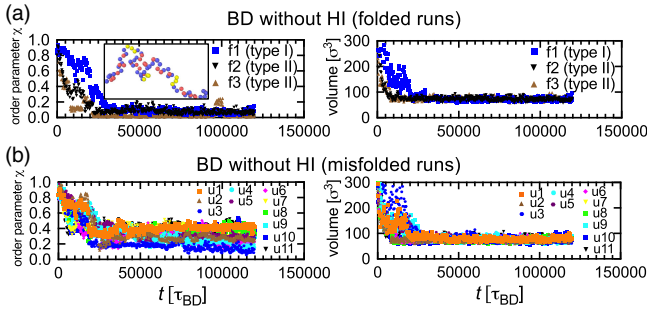 (a) BD without HI (folded runs)
order parameter χ
1.0
0.8
0.6
0.4
0.2
0.0
f1 (type I)
f2 (type II)
f3 (type II)
0 50000 100000 150000
volume [σ³]
300
200
100
0
f1 (type I)
f2 (type II)
f3 (type II)
0 50000 100000 150000
(b) BD without HI (misfolded runs)
order parameter χ
1.0
0.8
0.6
0.4
0.2
0.0
u1 u4 u6
u2 u5 u7
u3 u8
u9
u10
u11
0 50000 100000 150000
t [τBD]
volume [σ³]
300
200
100
0
u1 u4 u6
u2 u5 u7
u3 u8
u9
u10
u11
0 50000 100000 150000
t [τBD]